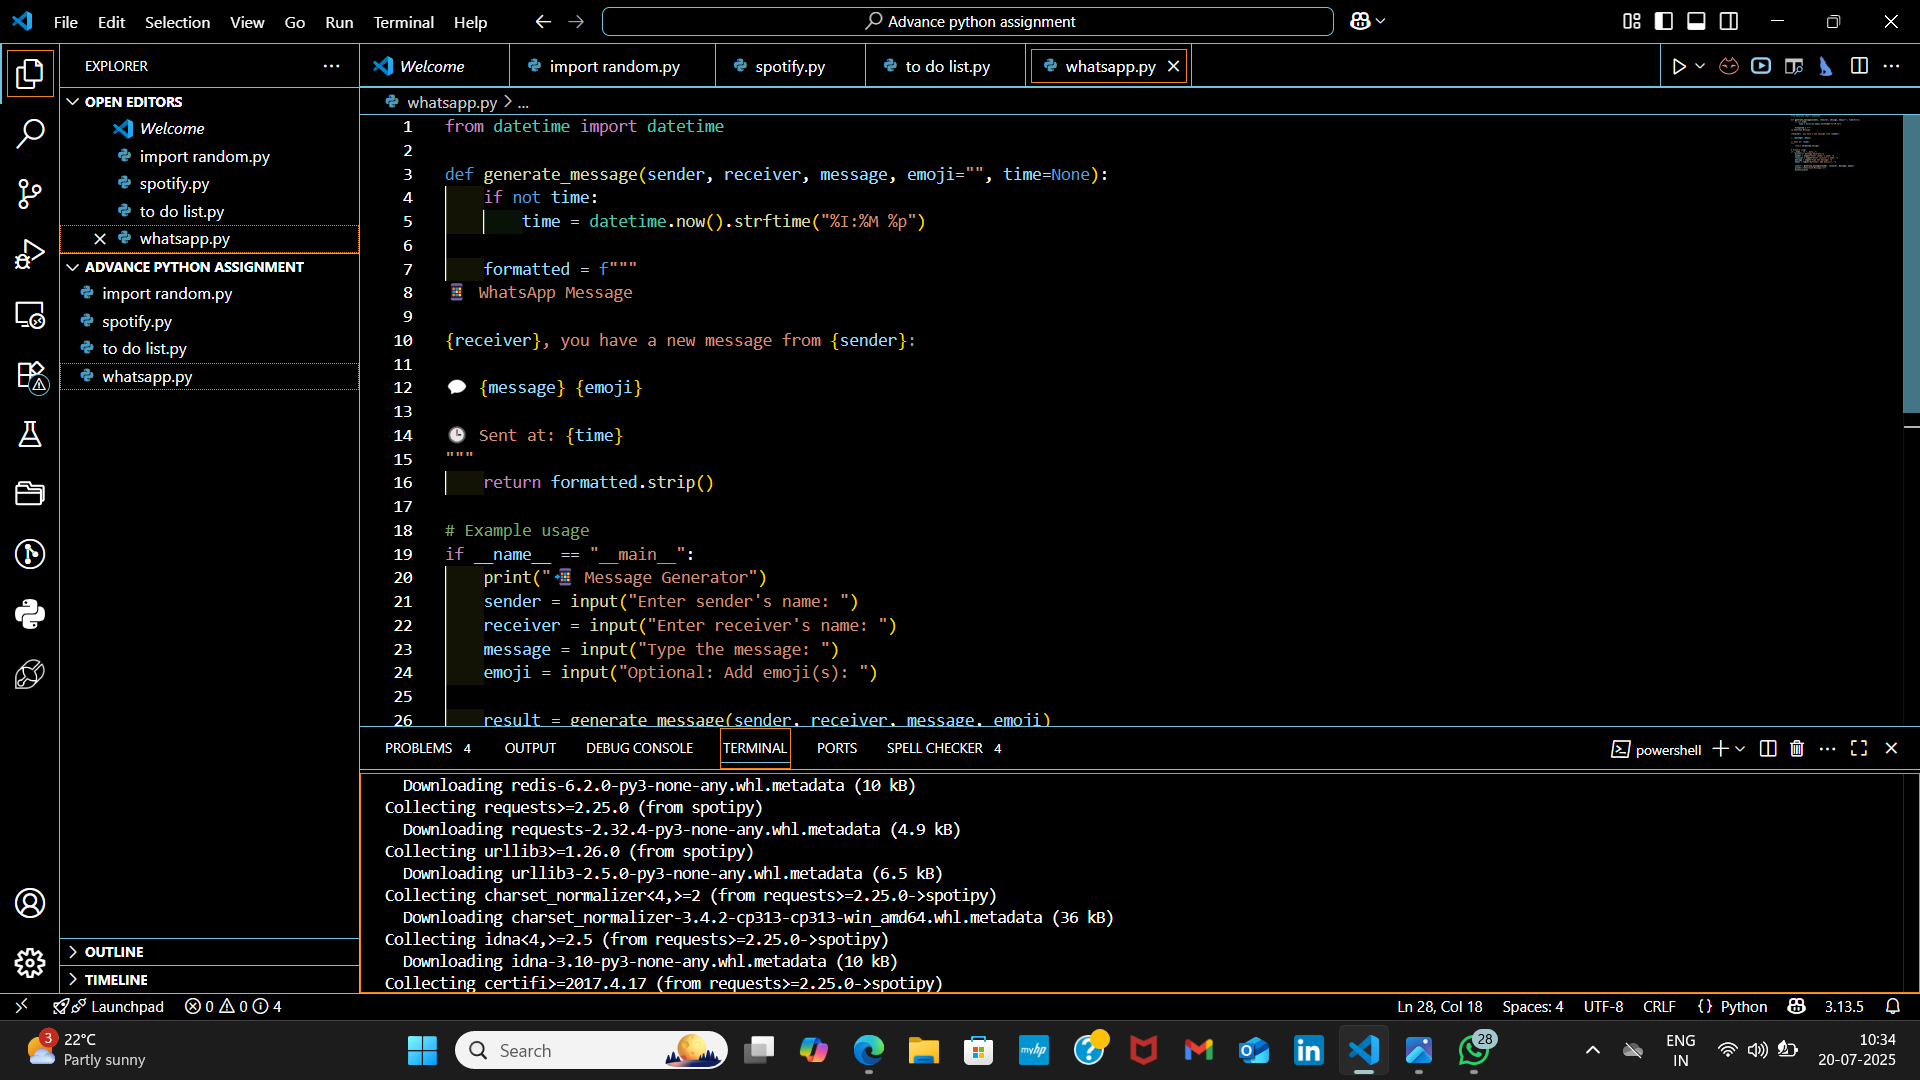 File Edit Selection View Go Run Terminal Help
Advance python assignment
EXPLORER
OPEN EDITORS
Welcome
import random.py
spotify.py
to do list.py
whatsapp.py
ADVANCE PYTHON ASSIGNMENT
import random.py
spotify.py
to do list.py
whatsapp.py
OUTLINE
TIMELINE
Welcome import random.py spotify.py to do list.py whatsapp.py
whatsapp.py > ...
1 from datetime import datetime
2
3 def generate_message(sender, receiver, message, emoji="", time=None):
4 if not time:
5 time = datetime.now().strftime("%I:%M %p")
6
7 formatted = f"""
8 📱 WhatsApp Message
9
10 {receiver}, you have a new message from {sender}:
11
12 💬 {message} {emoji}
13
14 🕒 Sent at: {time}
15 """
16 return formatted.strip()
17
18 # Example usage
19 if __name__ == "__main__":
20 print("📲 Message Generator")
21 sender = input("Enter sender's name: ")
22 receiver = input("Enter receiver's name: ")
23 message = input("Type the message: ")
24 emoji = input("Optional: Add emoji(s): ")
25
26 result = generate_message(sender, receiver, message, emoji)
PROBLEMS 4 OUTPUT DEBUG CONSOLE TERMINAL PORTS SPELL CHECKER 4
powershell
Downloading redis-6.2.0-py3-none-any.whl.metadata (10 kB)
Collecting requests>=2.25.0 (from spotipy)
Downloading requests-2.32.4-py3-none-any.whl.metadata (4.9 kB)
Collecting urllib3>=1.26.0 (from spotipy)
Downloading urllib3-2.5.0-py3-none-any.whl.metadata (6.5 kB)
Collecting charset_normalizer<4,>=2 (from requests>=2.25.0->spotipy)
Downloading charset_normalizer-3.4.2-cp313-cp313-win_amd64.whl.metadata (36 kB)
Collecting idna<4,>=2.5 (from requests>=2.25.0->spotipy)
Downloading idna-3.10-py3-none-any.whl.metadata (10 kB)
Collecting certifi>=2017.4.17 (from requests>=2.25.0->spotipy)
Launchpad 0 0 4
Ln 28, Col 18 Spaces: 4 UTF-8 CRLF {} Python 3.13.5
3
22°C
Partly sunny
Search
myhp
28
ENG
IN
10:34
20-07-2025